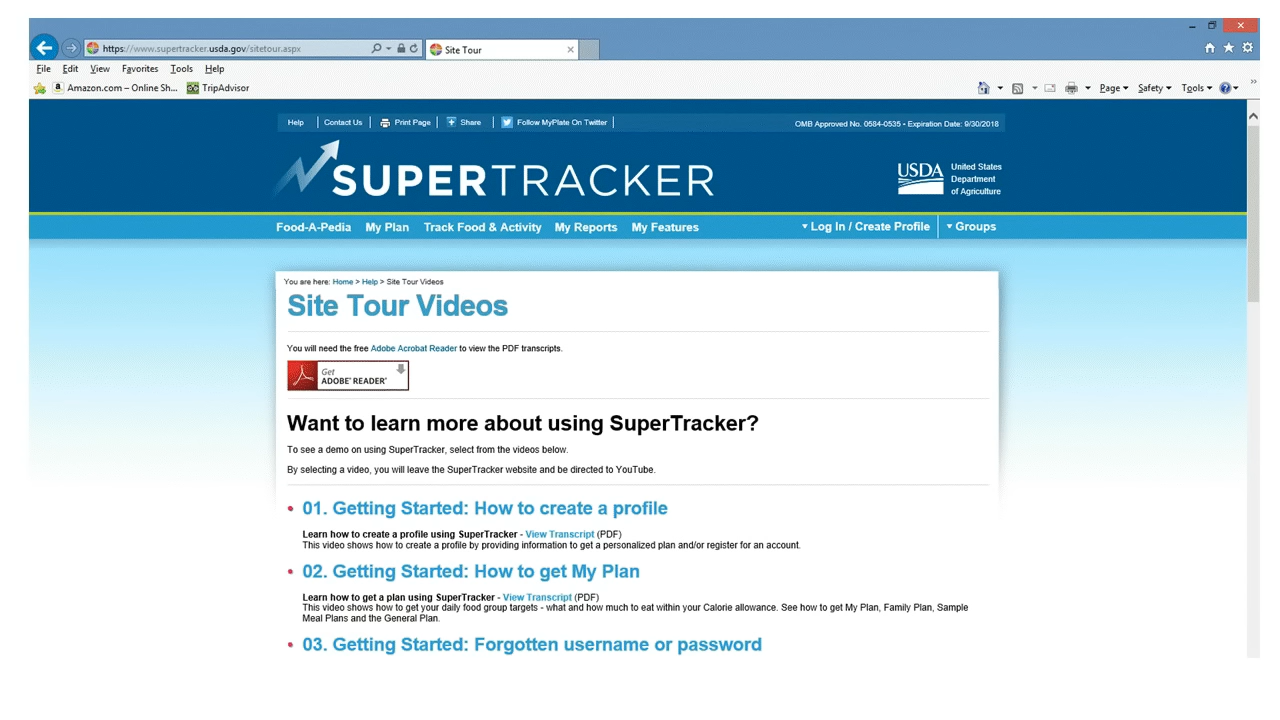 https://www.supertracker.usda.gov/sitetour.aspx
Site Tour
File Edit View Favorites Tools Help
Amazon.com – Online Sh... TripAdvisor
Page Safety Tools
Help Contact Us Print Page Share Follow MyPlate On Twitter
OMB Approved No. 0584-0535 • Expiration Date: 9/30/2018
SUPERTRACKER
USDA
United States
Department
of Agriculture
Food-A-Pedia My Plan Track Food & Activity My Reports My Features Log In / Create Profile Groups
You are here: Home > Help > Site Tour Videos
Site Tour Videos
You will need the free Adobe Acrobat Reader to view the PDF transcripts.
Get
ADOBE® READER®
Want to learn more about using SuperTracker?
To see a demo on using SuperTracker, select from the videos below.
By selecting a video, you will leave the SuperTracker website and be directed to YouTube.
• 01. Getting Started: How to create a profile
Learn how to create a profile using SuperTracker - View Transcript (PDF)
This video shows how to create a profile by providing information to get a personalized plan and/or register for an account.
• 02. Getting Started: How to get My Plan
Learn how to get a plan using SuperTracker - View Transcript (PDF)
This video shows how to get your daily food group targets - what and how much to eat within your Calorie allowance. See how to get My Plan, Family Plan, Sample
Meal Plans and the General Plan.
• 03. Getting Started: Forgotten username or password